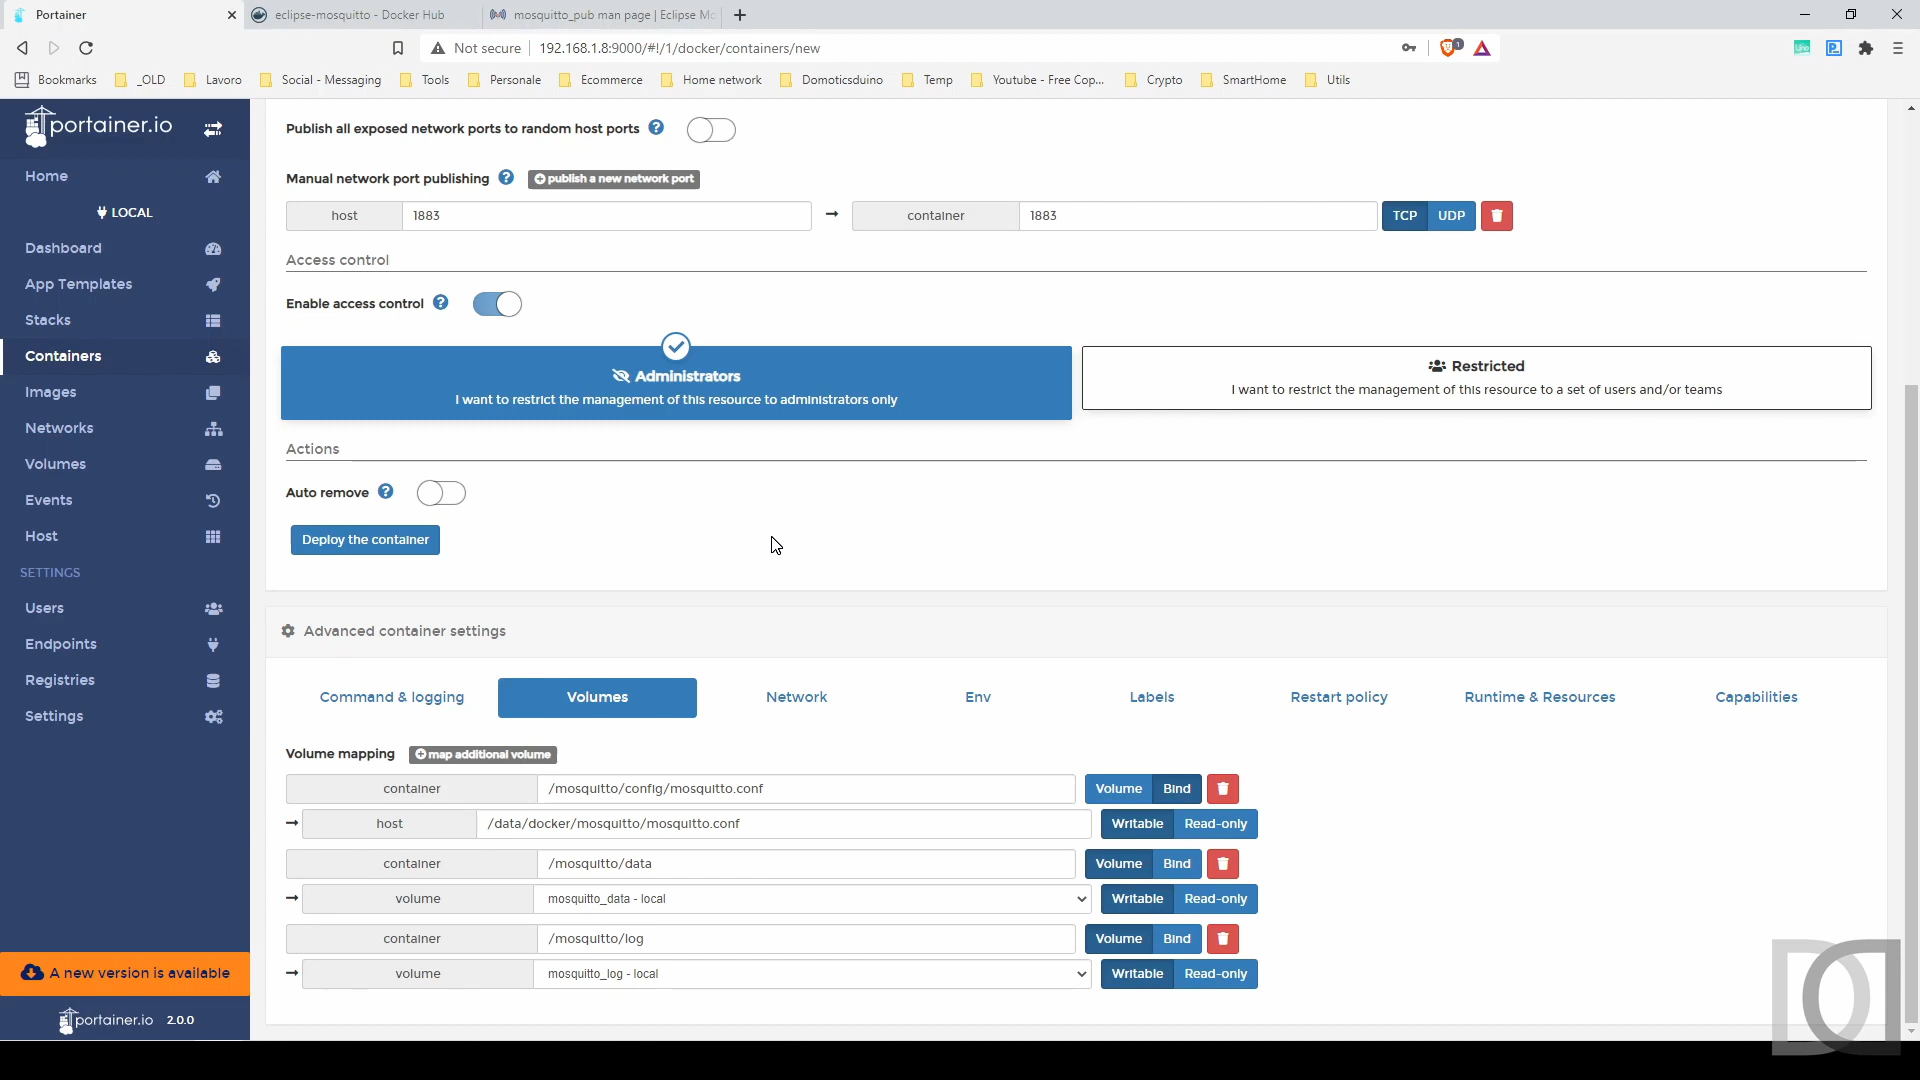 Portainer
eclipse-mosquitto - Docker Hub
mosquitto_pub man page | Eclipse Mo
Not secure
192.168.1.8:9000/#!/1/docker/containers/new
1
Bookmarks
_OLD
Lavoro
Social - Messaging
Tools
Personale
Ecommerce
Home network
Domoticsduino
Temp
Youtube - Free Cop...
Crypto
SmartHome
Utils
portainer.io
Home
LOCAL
Dashboard
App Templates
Stacks
Containers
Images
Networks
Volumes
Events
Host
SETTINGS
Users
Endpoints
Registries
Settings
A new version is available
portainer.io 2.0.0
Publish all exposed network ports to random host ports
Manual network port publishing
publish a new network port
host
1883
container
1883
TCP
UDP
Access control
Enable access control
Administrators
I want to restrict the management of this resource to administrators only
Restricted
I want to restrict the management of this resource to a set of users and/or teams
Actions
Auto remove
Deploy the container
Advanced container settings
Command & logging
Volumes
Network
Env
Labels
Restart policy
Runtime & Resources
Capabilities
Volume mapping
map additional volume
container
/mosquitto/config/mosquitto.conf
Volume
Bind
host
/data/docker/mosquitto/mosquitto.conf
Writable
Read-only
container
/mosquitto/data
Volume
Bind
volume
mosquitto_data - local
Writable
Read-only
container
/mosquitto/log
Volume
Bind
volume
mosquitto_log - local
Writable
Read-only